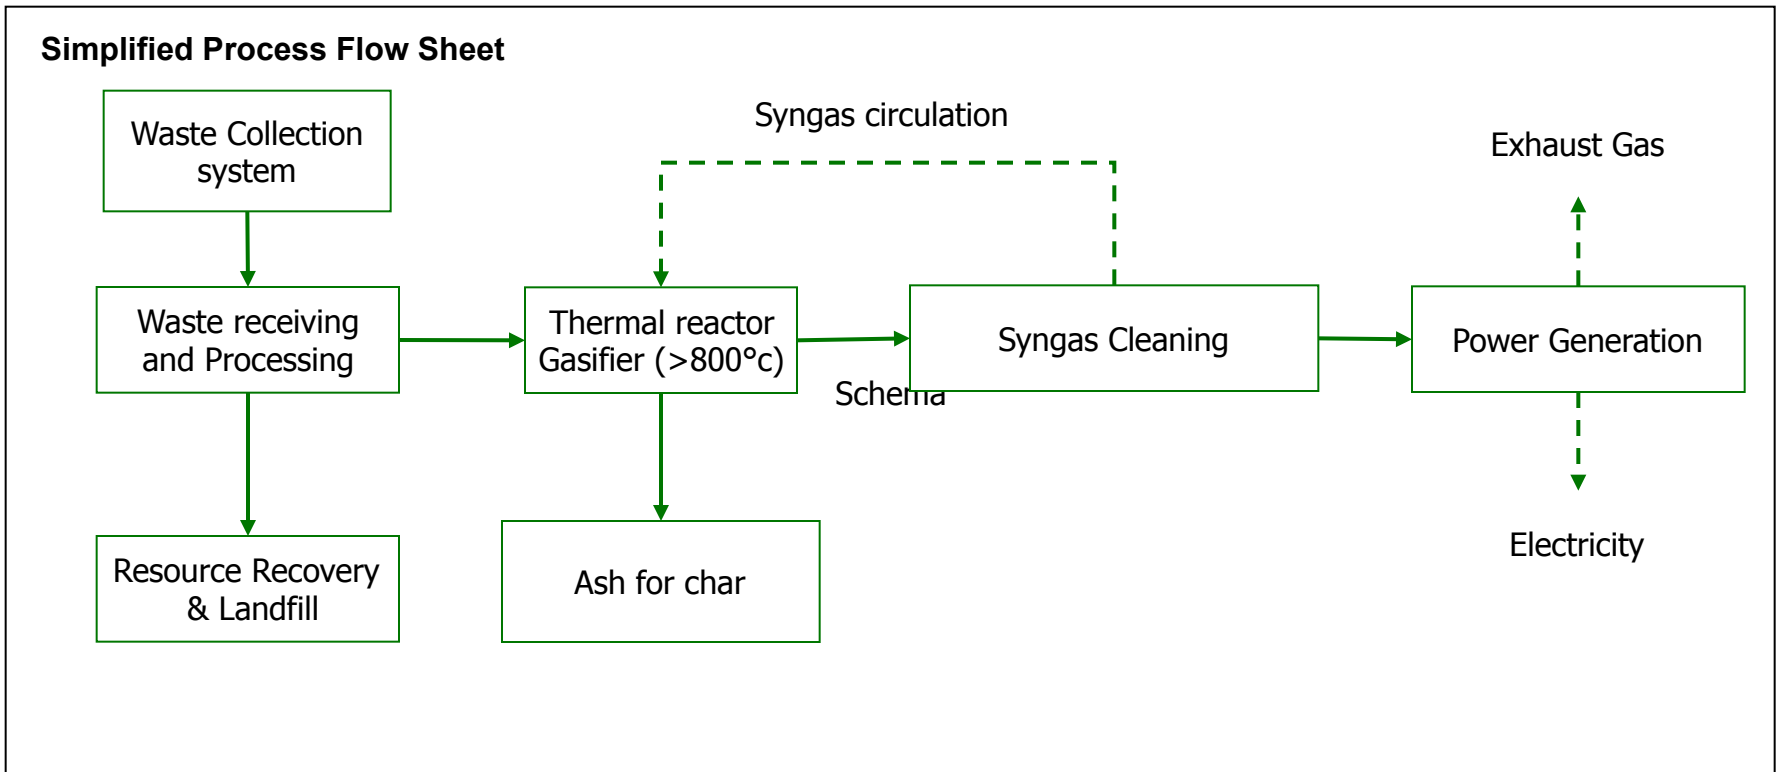 Simplified Process Flow Sheet
Waste Collection
system
Syngas circulation
Exhaust Gas
Waste receiving
and Processing
Thermal reactor
Gasifier (>800°c)
Syngas Cleaning
Power Generation
Schema
Resource Recovery
& Landfill
Ash for char
Electricity